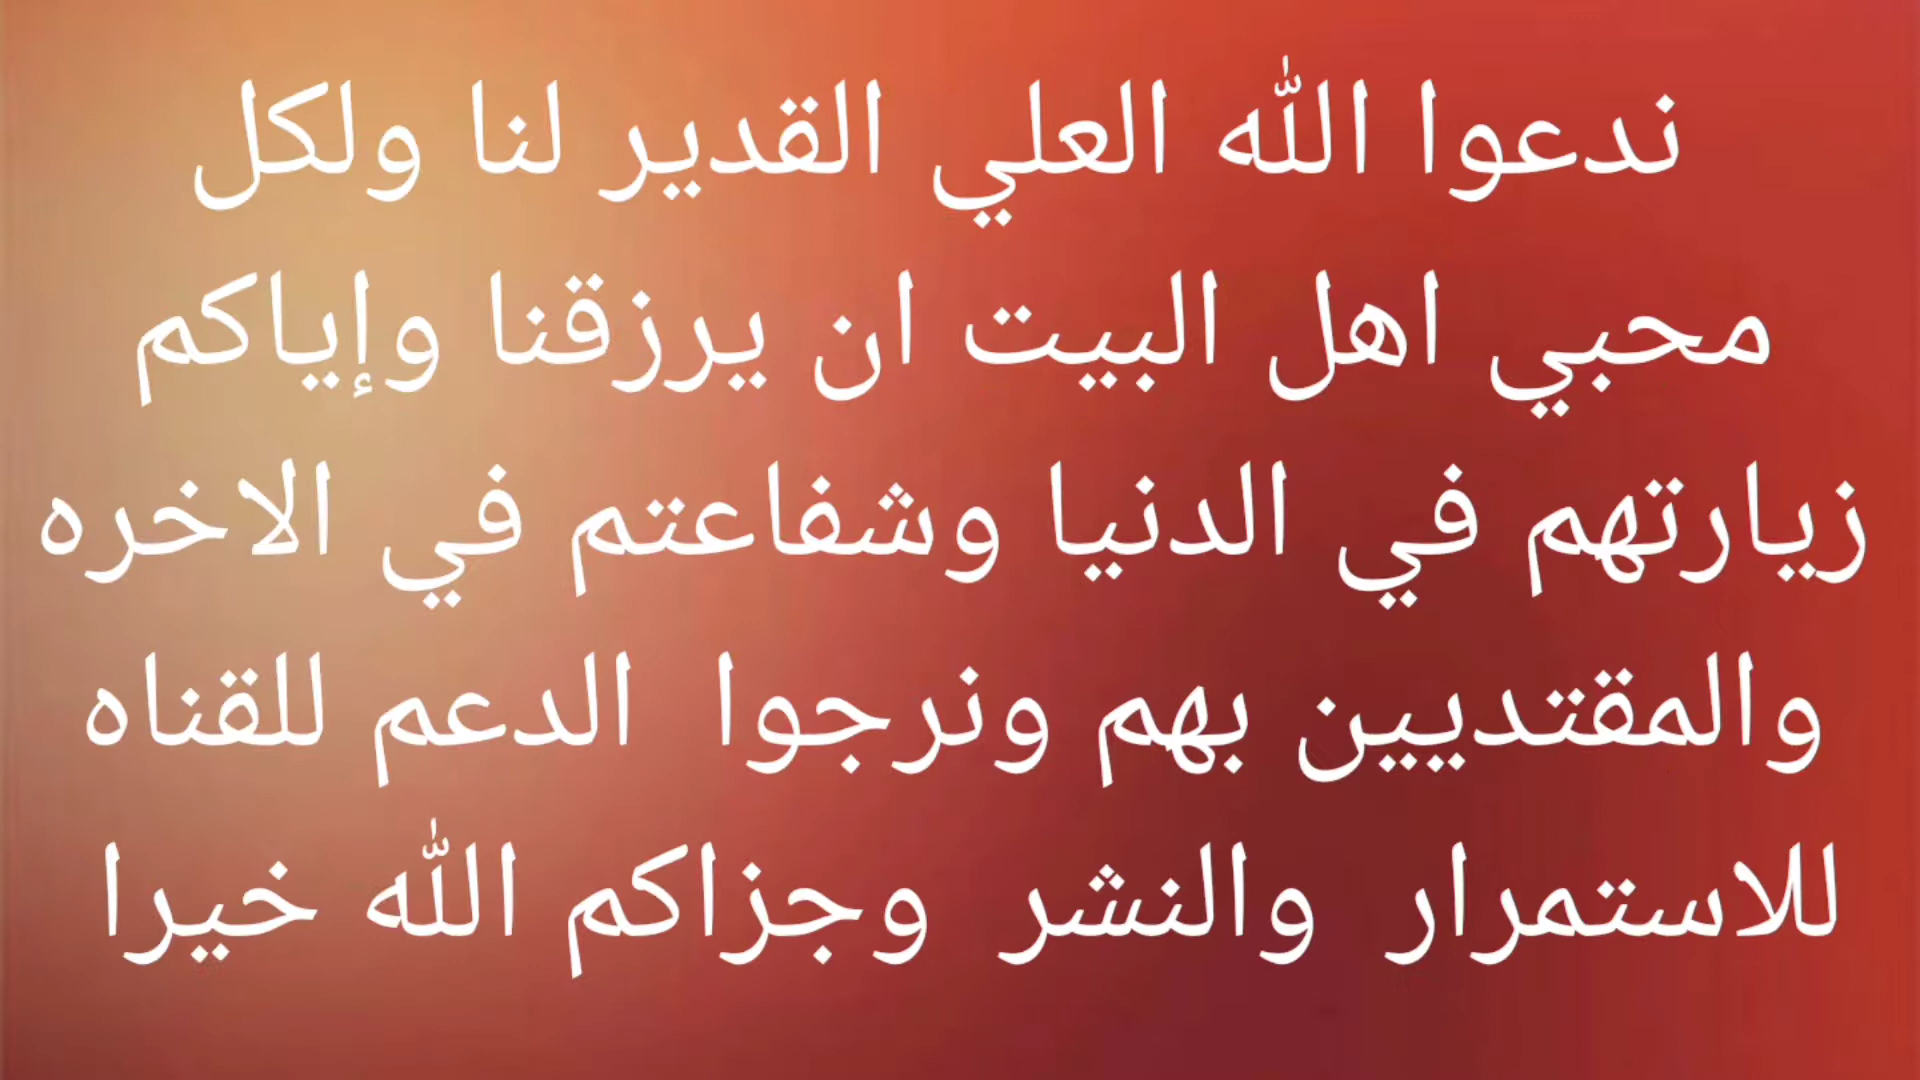 ندعوا الله العلي القدير لنا ولكل
محبي اهل البيت ان يرزقنا وإياكم
زيارتهم في الدنيا وشفاعتم في الاخره
والمقتديين بهم ونرجوا الدعم للقناه
للاستمرار والنشر وجزاكم الله خيرا